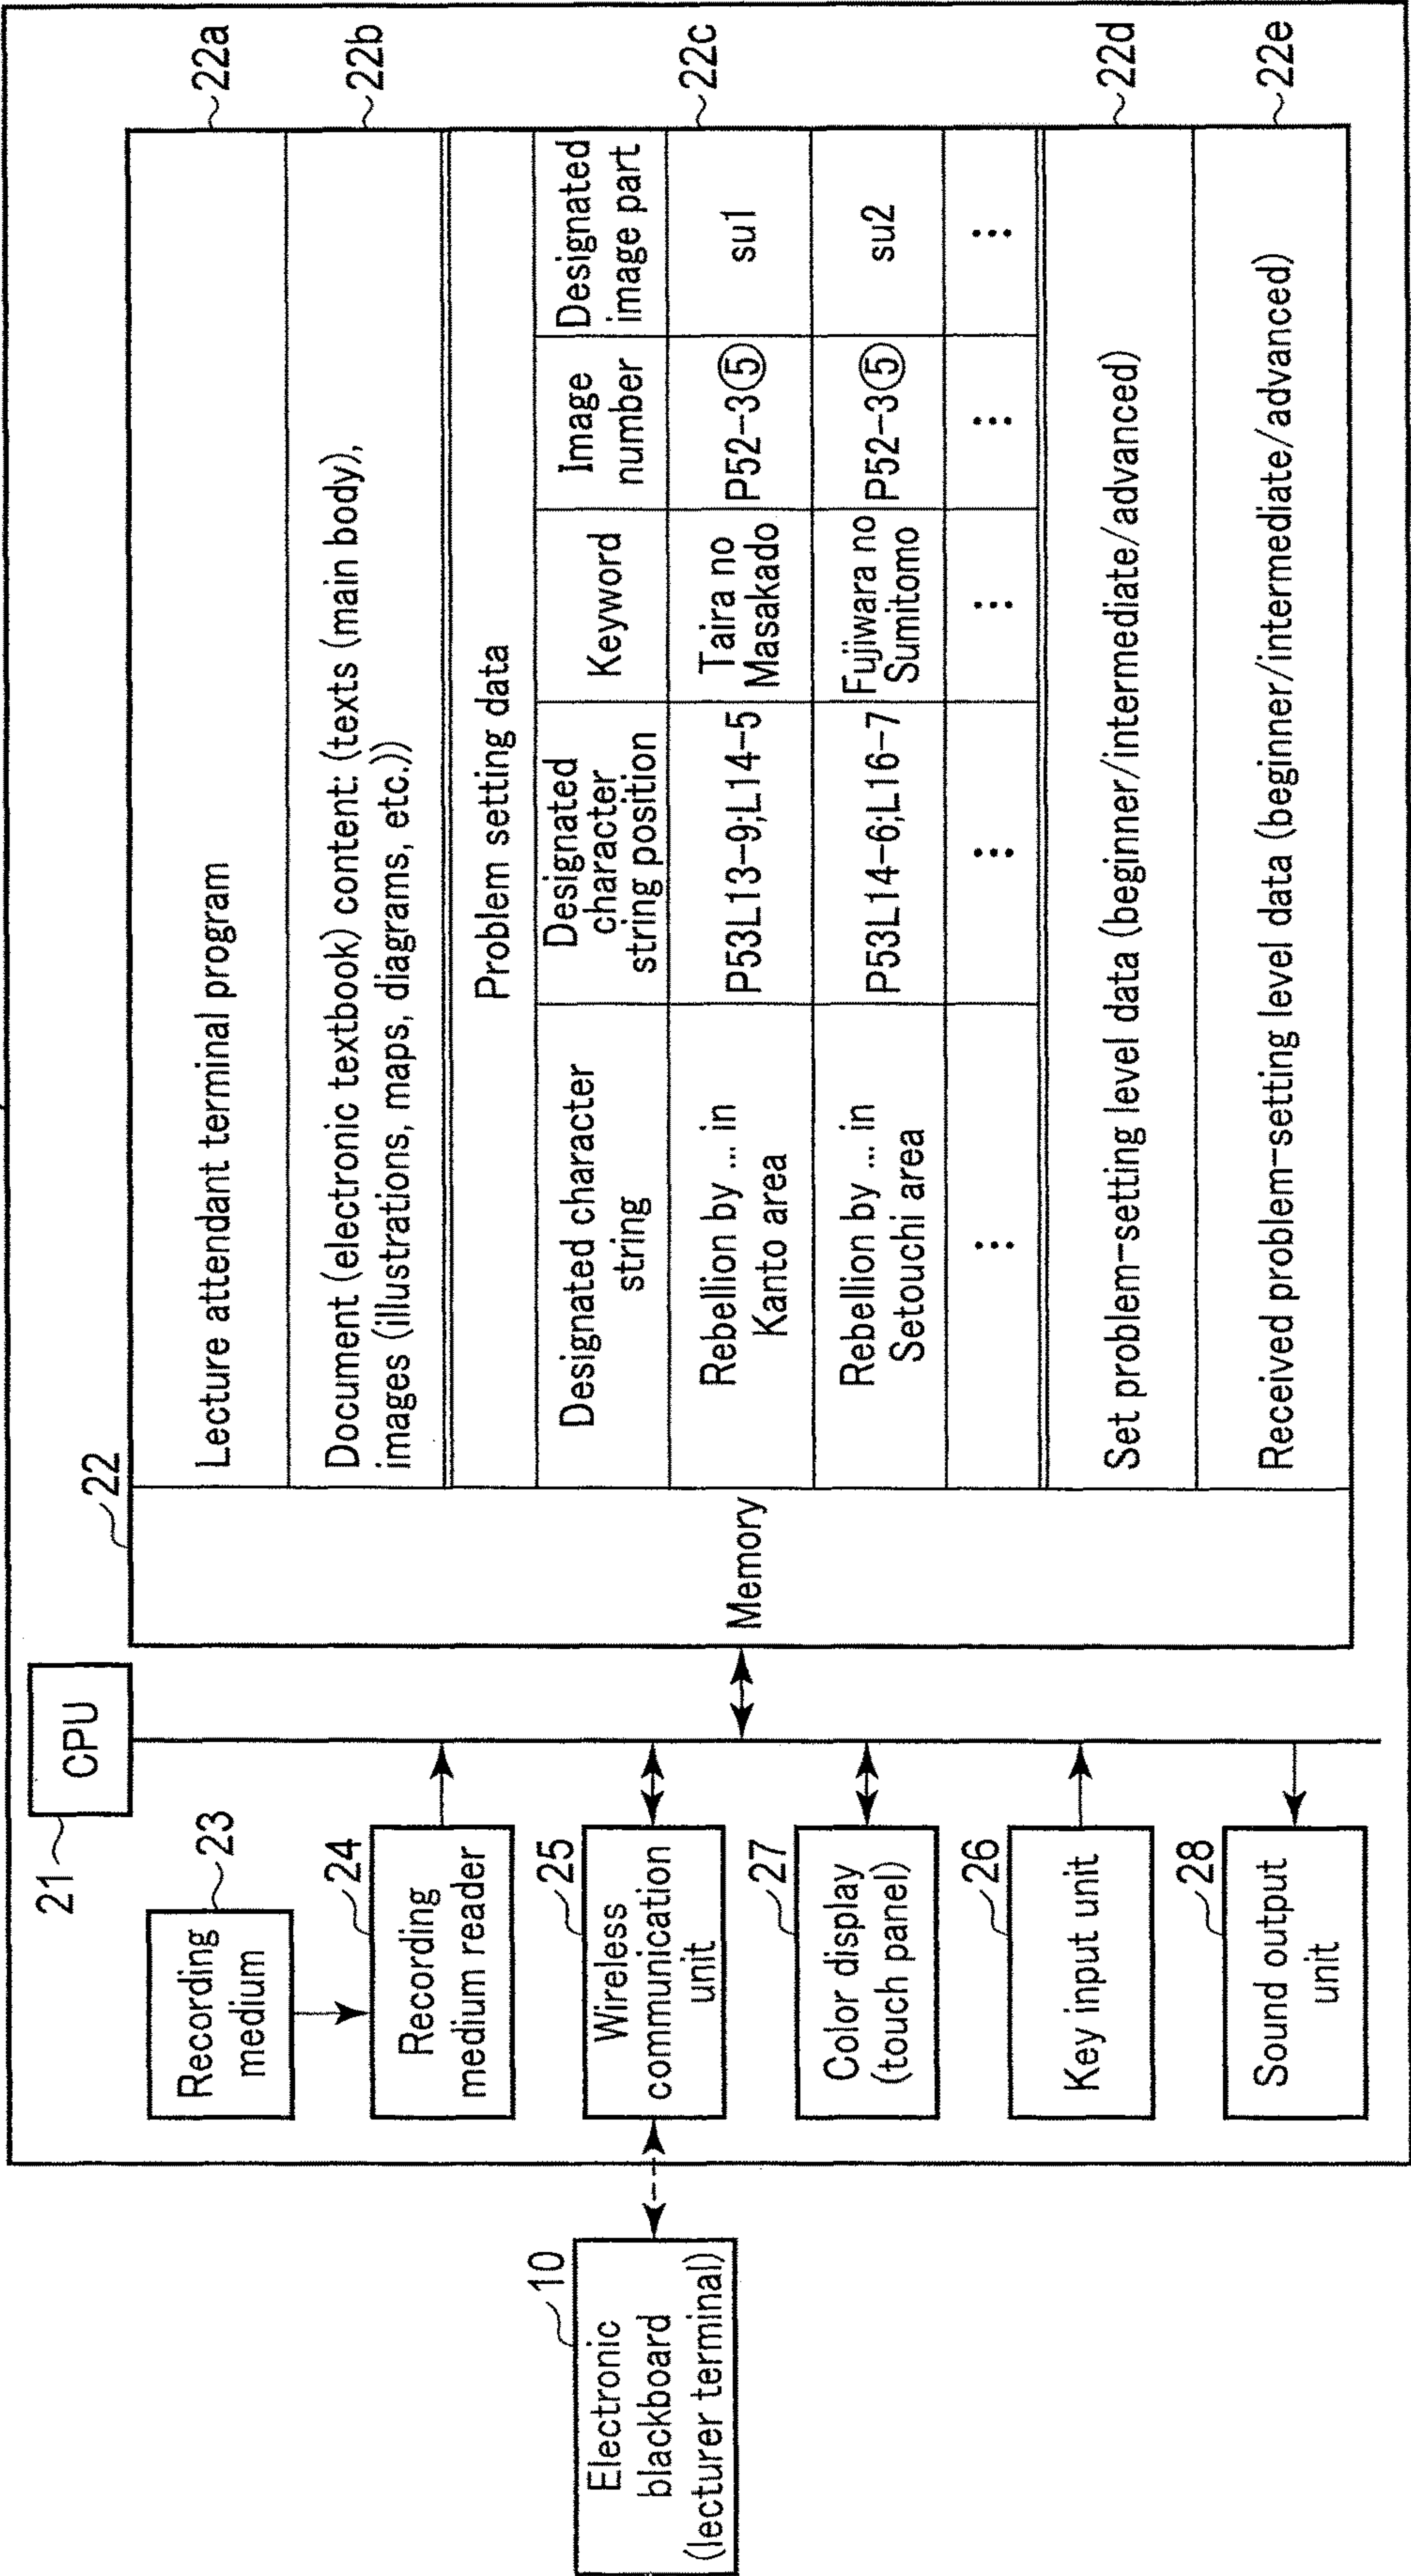 10
Electronic
blackboard
(lecturer terminal)
21
CPU
23
Recording
medium
24
Recording
medium reader
25
Wireless
communication
unit
27
Color display
(touch panel)
26
Key input unit
28
Sound output
unit
22
Memory
Lecture attendant terminal program
22a
Document (electronic textbook) content: (texts (main body),
images (illustrations, maps, diagrams, etc.))
22b
Problem setting data
22c
Designated character
string
Designated
character
string position
Keyword
Image
number
Designated
image part
Rebellion by ... in
Kanto area
P53L13-9;L14-5
Taira no
Masakado
P52-3⑤
su1
Rebellion by ... in
Setouchi area
P53L14-6;L16-7
Fujiwara no
Sumitomo
P52-3⑤
su2
... ... ... ... ...
Set problem-setting level data (beginner/intermediate/advanced)
22d
Received problem-setting level data (beginner/intermediate/advanced)
22e